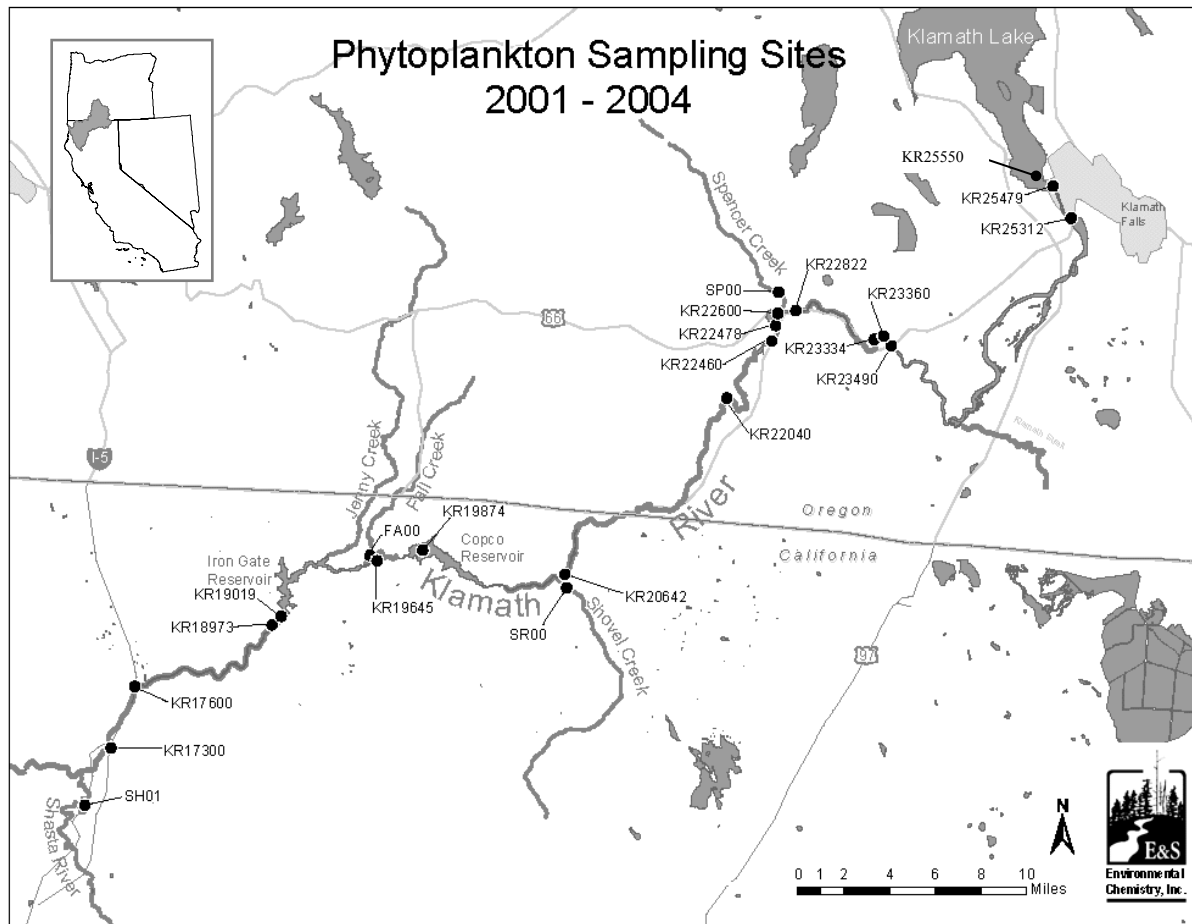 Phytoplankton Sampling Sites
2001 - 2004
Klamath Lake
KR25550
KR25479
Klamath
Falls
KR25312
Spencer Creek
KR22822
SP00
KR22600
KR23360
66
KR22478
KR23334
KR22460
KR23490
KR22040
Klamath Strait
I-5
Jenny Creek
Fall Creek
River
Oregon
KR19874
FA00
Copco
Reservoir
California
Iron Gate
Reservoir
Klamath
KR19019
KR19645
KR20642
KR18973
SR00
Shovel Creek
97
KR17600
KR17300
SH01
Shasta River
N
E&S
Environmental
Chemistry, Inc.
0 1 2 4 6 8 10
Miles